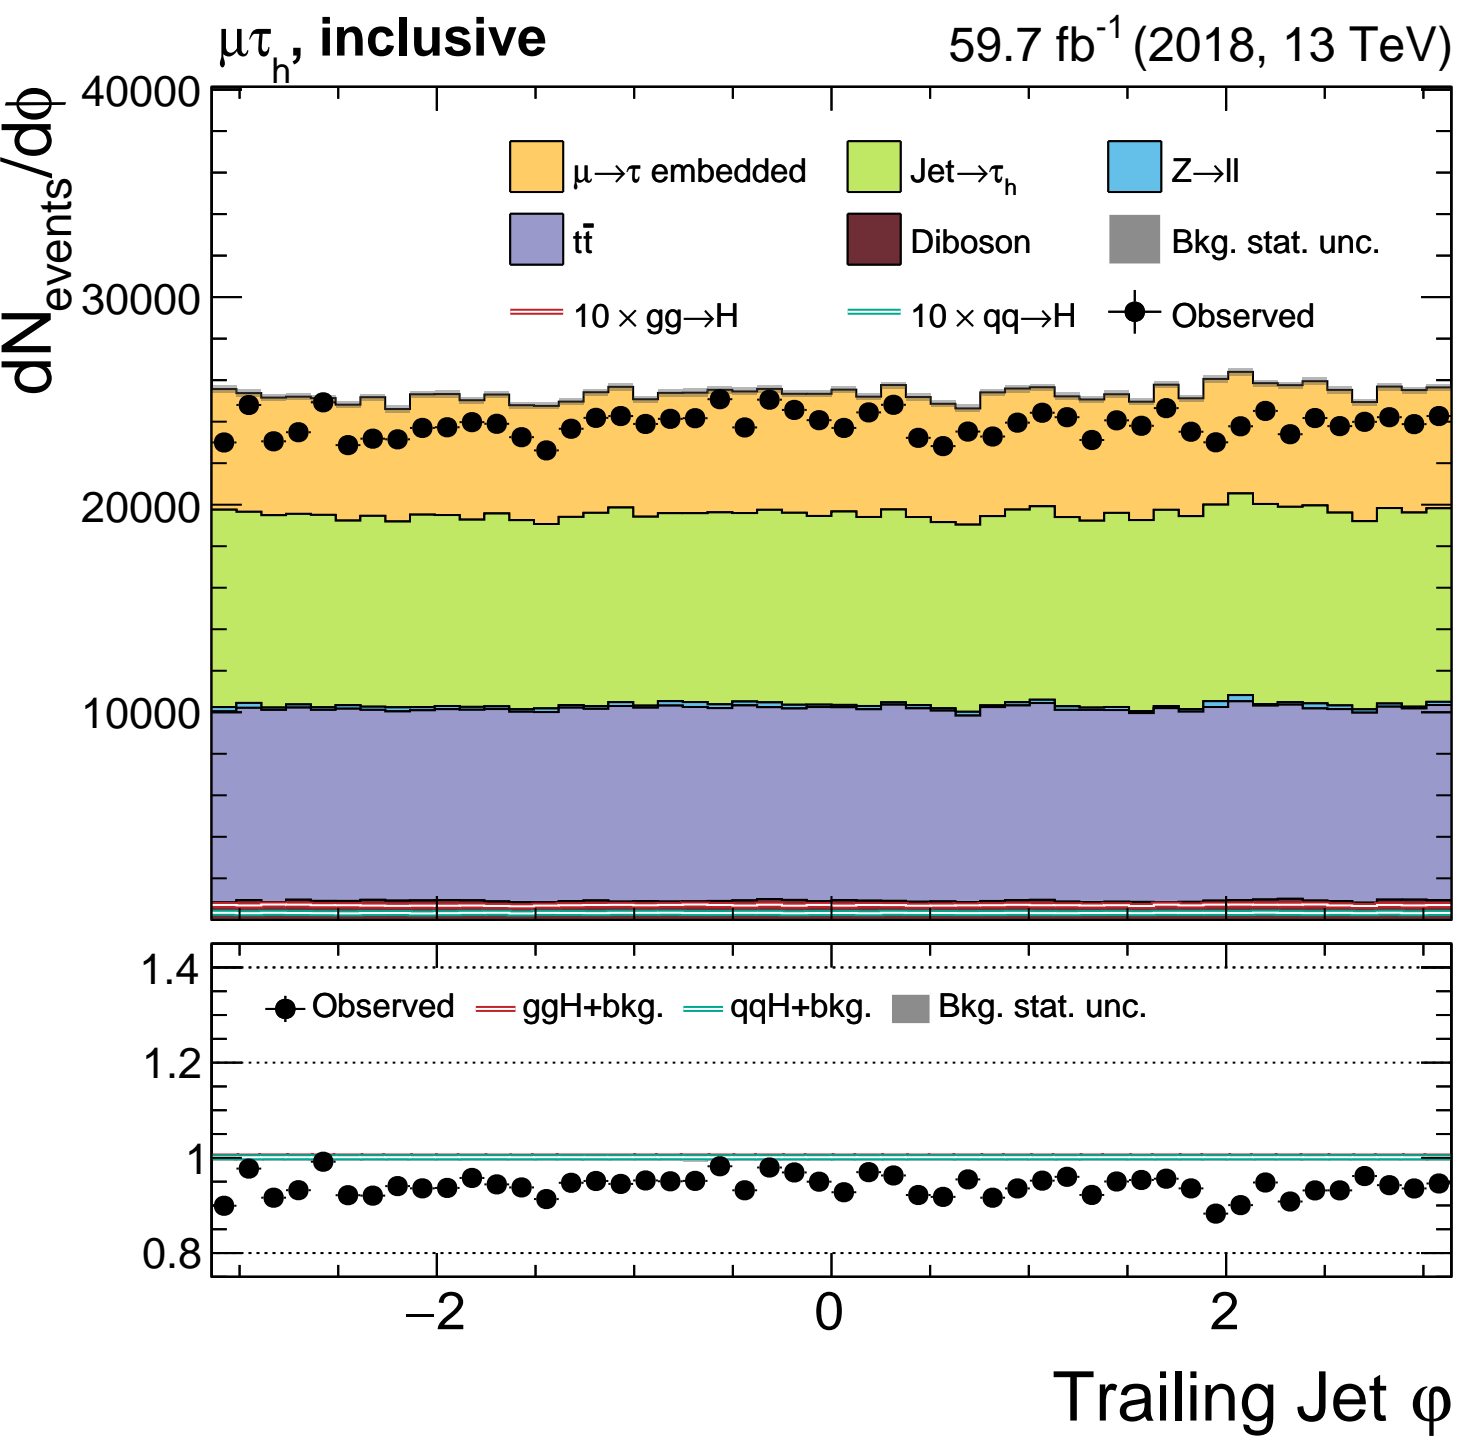 μτh, inclusive
59.7 fb-1 (2018, 13 TeV)
dNevents/dϕ
40000
30000
20000
10000
μ→τ embedded
Jet→τh
Z→ll
tt̄
Diboson
Bkg. stat. unc.
10 × gg→H
10 × qq→H
Observed
1.4
1.2
1
0.8
Observed
ggH+bkg.
qqH+bkg.
Bkg. stat. unc.
−2
0
2
Trailing Jet φ